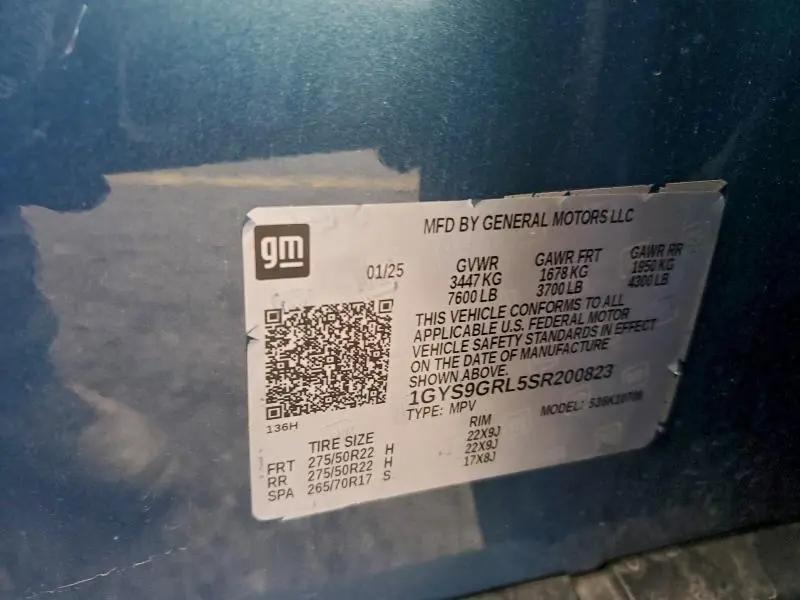 gm
MFD BY GENERAL MOTORS LLC
01/25
GVWR GAWR FRT GAWR RR
3447 KG 1678 KG 1950 KG
7600 LB 3700 LB 4300 LB
THIS VEHICLE CONFORMS TO ALL
APPLICABLE U.S. FEDERAL MOTOR
VEHICLE SAFETY STANDARDS IN EFFECT
ON THE DATE OF MANUFACTURE
SHOWN ABOVE.
1GYS9GRL5SR200823
TYPE: MPV MODEL:
136H
TIRE SIZE RIM
FRT 275/50R22 H 22X9J
RR 275/50R22 H 22X9J
SPA 265/70R17 S 17X8J